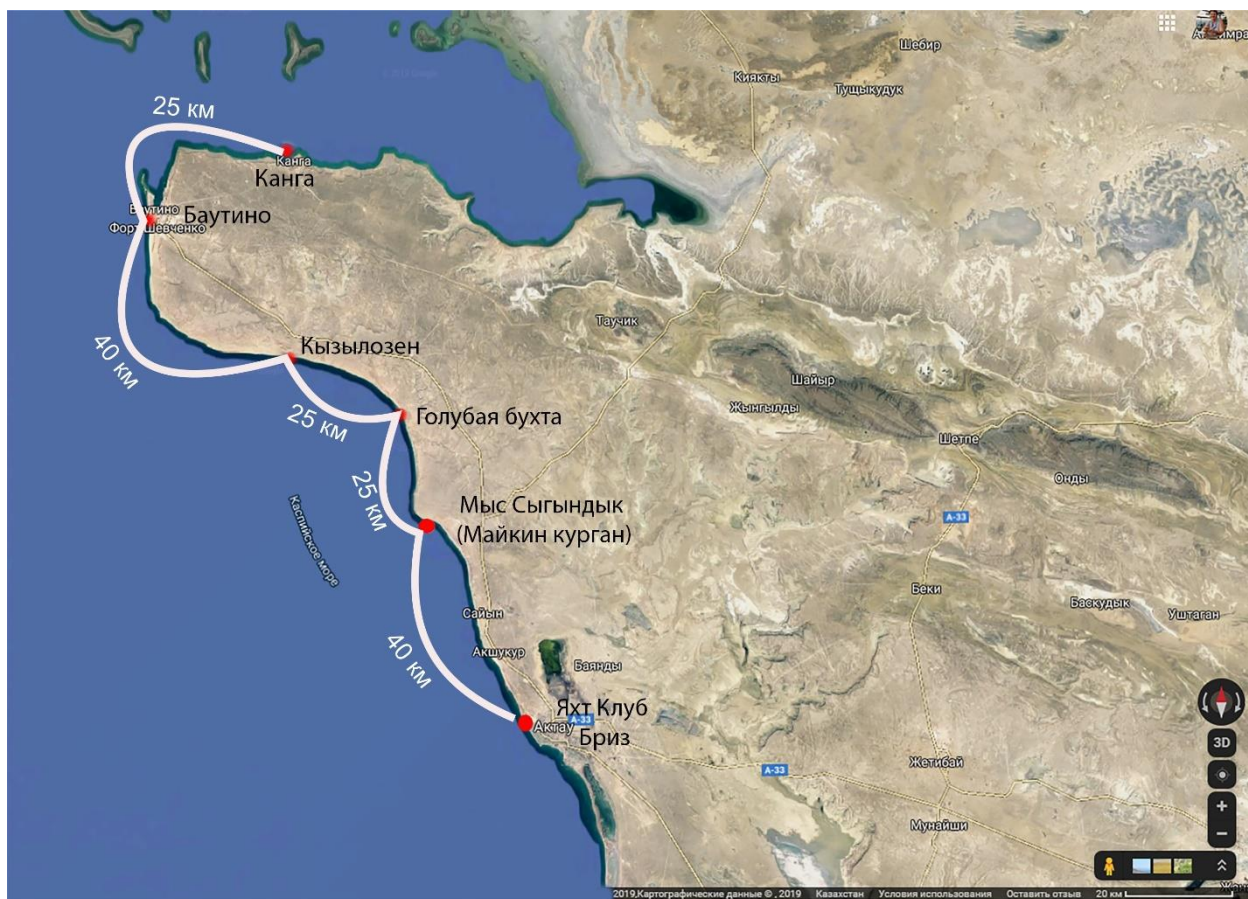 Шебир
Киякты
Тущыкудук
25 км
Канга
Канга
Баутино
Баутино
Форт-Шевченко
Таучик
Кызылозен
40 км
Шайыр
Жынгылды
25 км
Голубая бухта
Шетпе
Онды
25 км
Мыс Сыгындык
(Майкин курган)
А-33
Каспийское море
Беки
Баскудык
Уштаган
Сайын
Акшукур
40 км
Баянды
Яхт Клуб
Бриз
Актау
А-33
3D
А-33
Жетибай
Мунайши
2019,Картографические данные © , 2019 Казахстан Условия использования Оставить отзыв 20 км